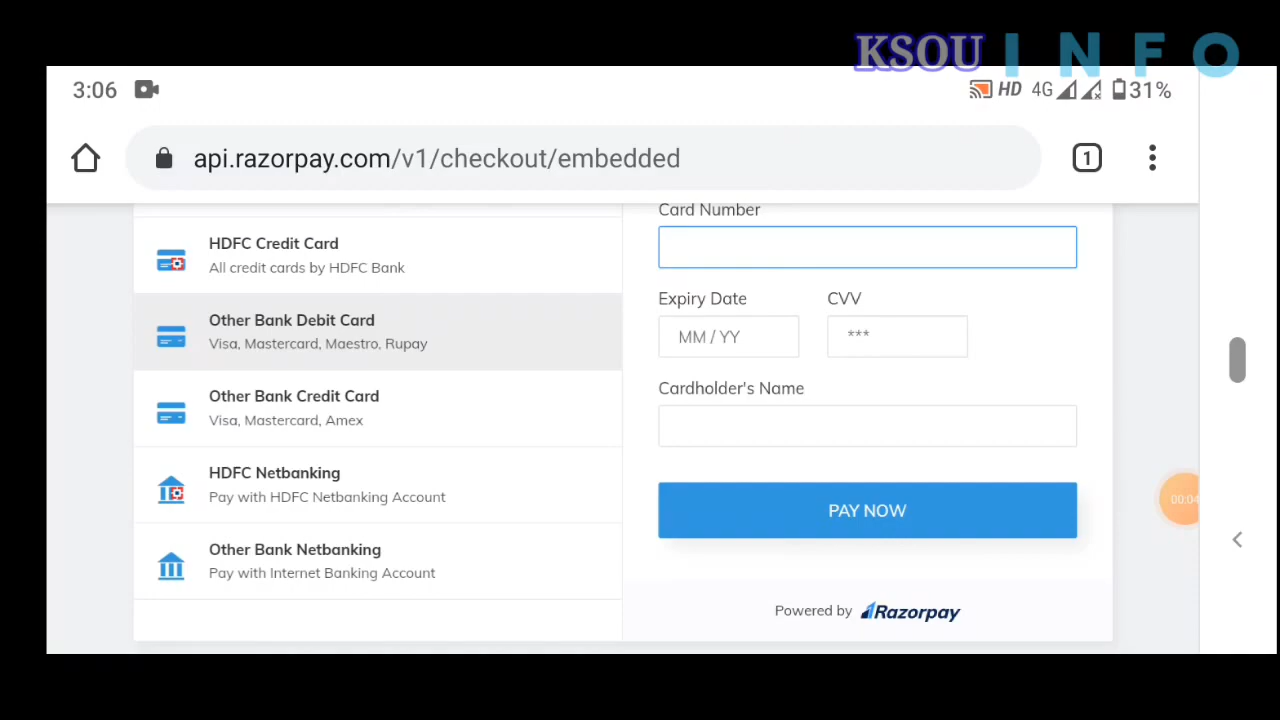 KSOU INFO
3:06 HD 4G 31%
api.razorpay.com/v1/checkout/embedded
1
HDFC Credit Card
All credit cards by HDFC Bank
Other Bank Debit Card
Visa, Mastercard, Maestro, Rupay
Other Bank Credit Card
Visa, Mastercard, Amex
HDFC Netbanking
Pay with HDFC Netbanking Account
Other Bank Netbanking
Pay with Internet Banking Account
Card Number
Expiry Date CVV
MM / YY ***
Cardholder's Name
PAY NOW
00:04
Powered by Razorpay